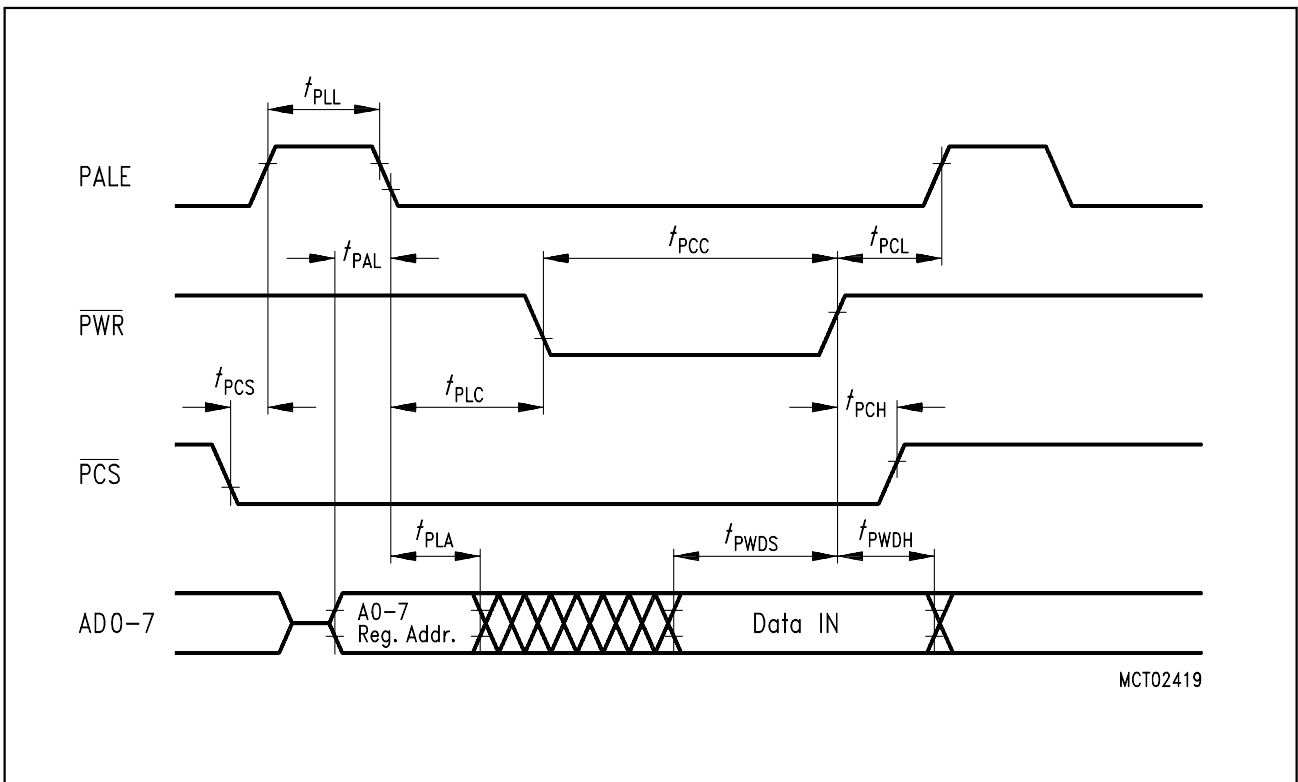 tPLL
PALE
tPAL
tPCC
tPCL
PWR
tPCS
tPLC
tPCH
PCS
tPLA
tPWDS
tPWDH
AD0-7
A0-7
Reg. Addr.
Data IN
MCT02419